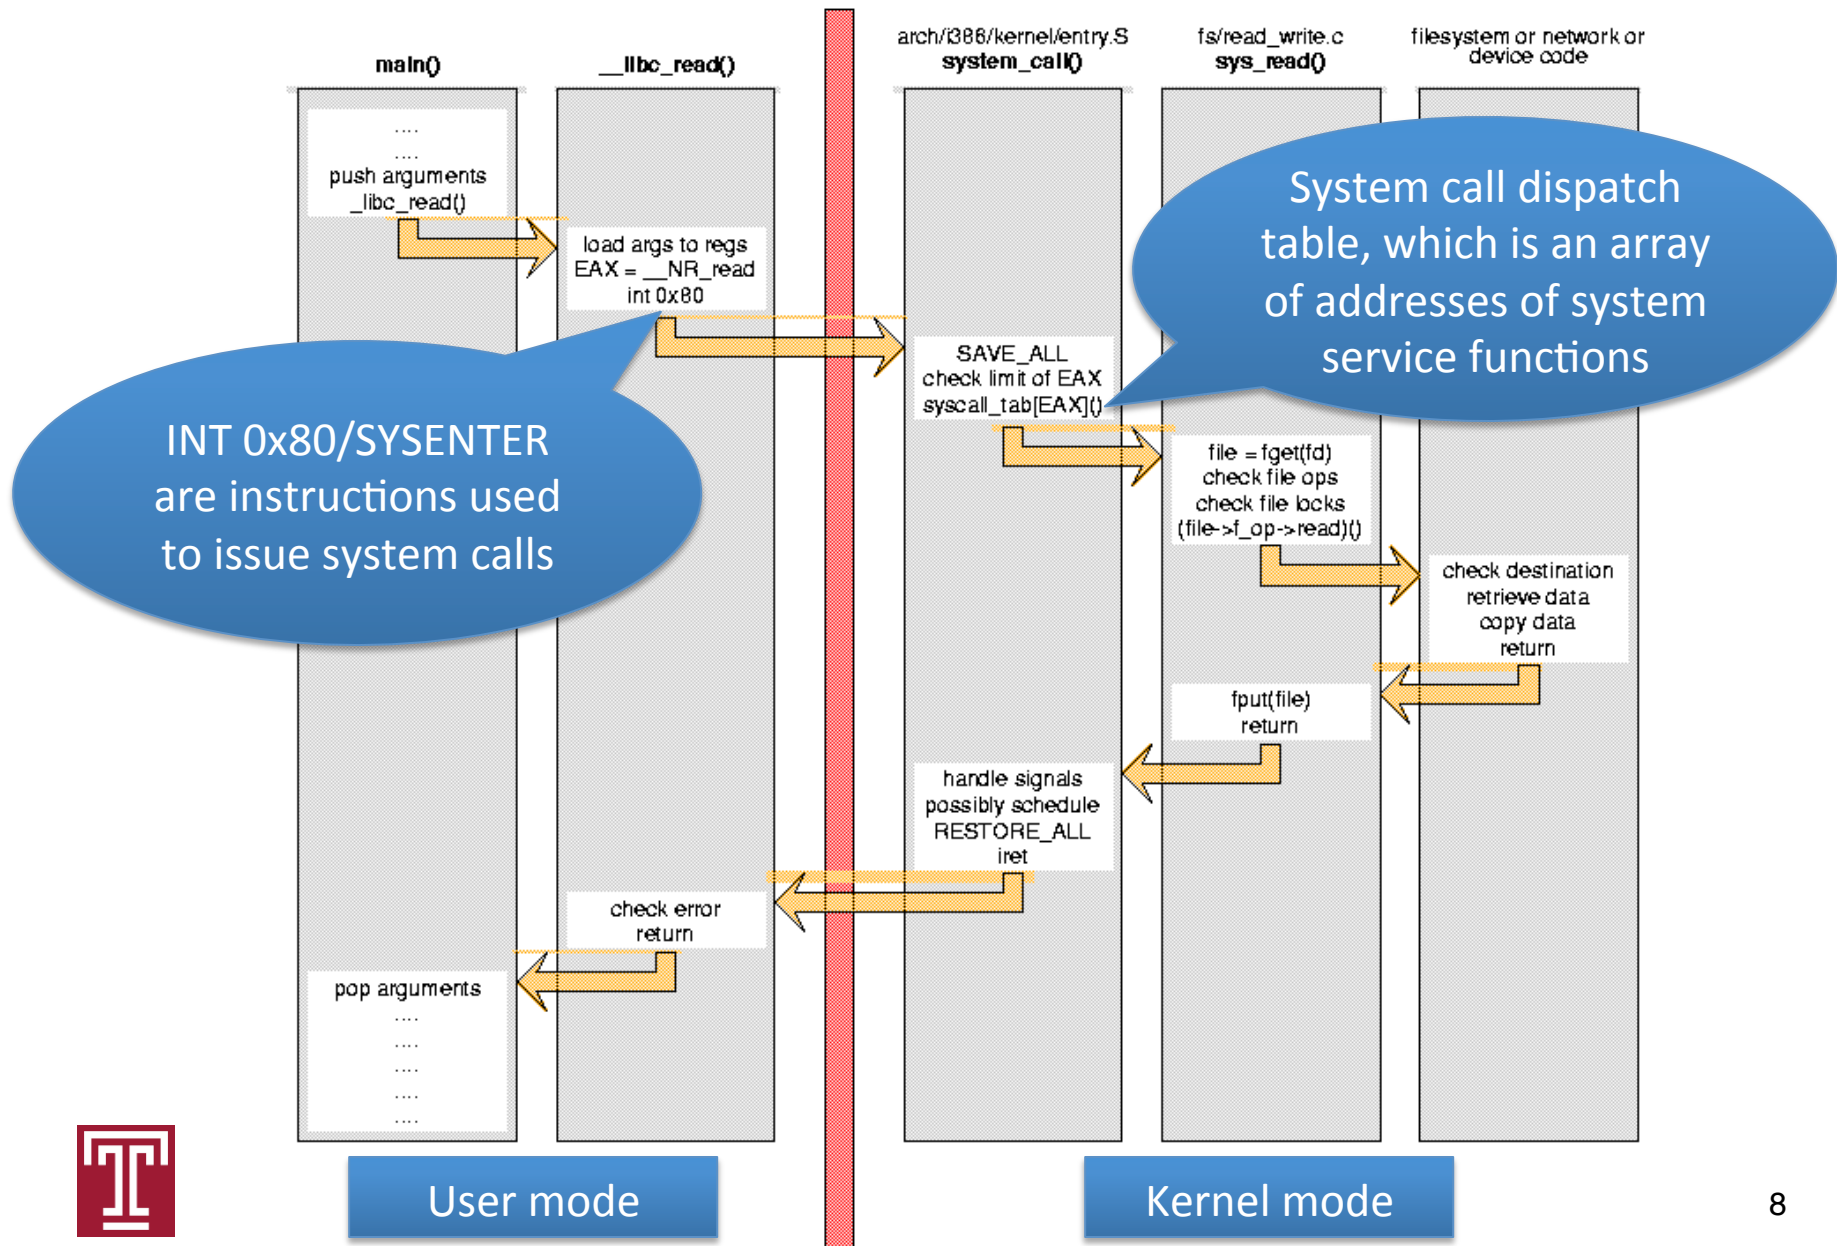 main()
__libc_read()
arch/i386/kernel/entry.S
system_call()
fs/read_write.c
sys_read()
filesystem or network or
device code
....
....
push arguments
_libc_read()
load args to regs
EAX = __NR_read
int 0x80
System call dispatch
table, which is an array
of addresses of system
service functions
INT 0x80/SYSENTER
are instructions used
to issue system calls
SAVE_ALL
check limit of EAX
syscall_tab[EAX]()
file = fget(fd)
check file ops
check file locks
(file->f_op->read)()
check destination
retrieve data
copy data
return
fput(file)
return
handle signals
possibly schedule
RESTORE_ALL
iret
check error
return
pop arguments
....
....
....
....
....
User mode
Kernel mode
8